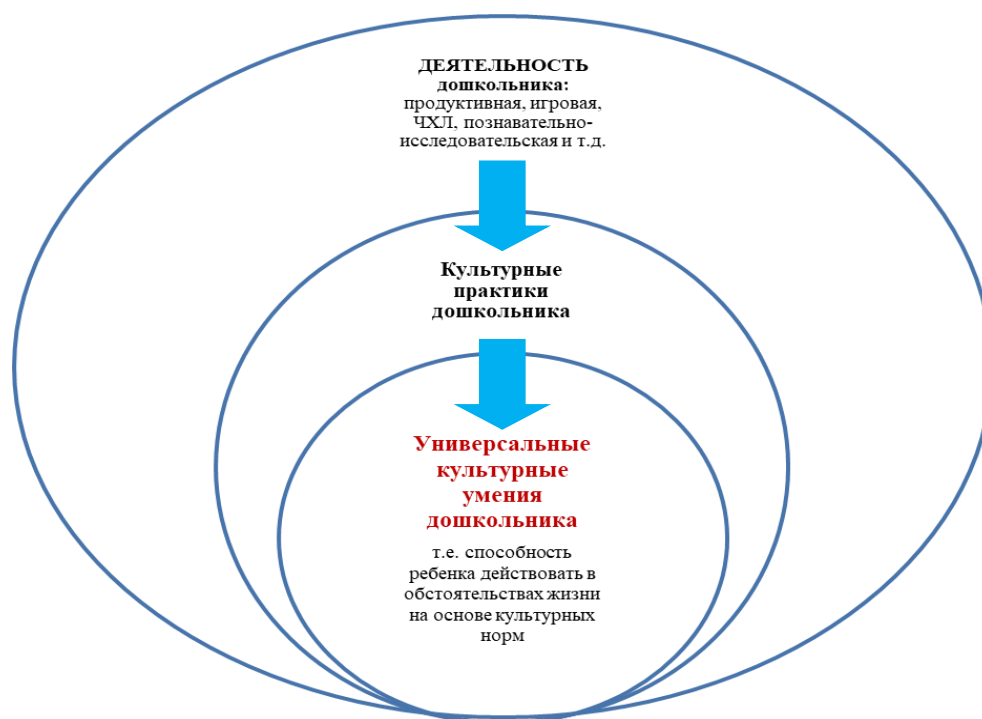 ДЕЯТЕЛЬНОСТЬ
дошкольника:
продуктивная, игровая,
ЧХЛ, познавательно-
исследовательская и т.д.
Культурные
практики
дошкольника
Универсальные
культурные
умения
дошкольника
т.е. способность
ребенка действовать в
обстоятельствах жизни
на основе культурных
норм